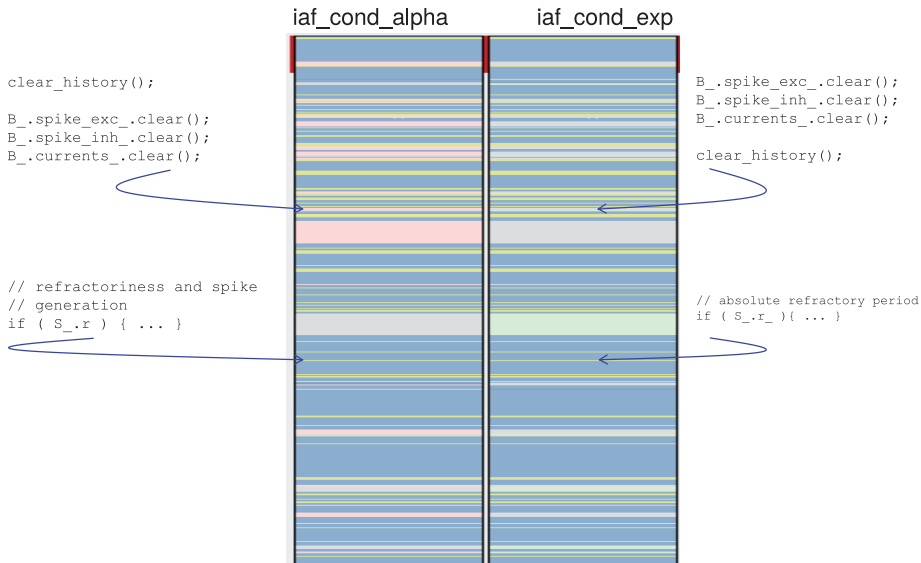 iaf_cond_alpha
iaf_cond_exp
clear_history();
B_.spike_exc_.clear();
B_.spike_inh_.clear();
B_.currents_.clear();
B_.spike_exc_.clear();
B_.spike_inh_.clear();
B_.currents_.clear();
clear_history();
// refractoriness and spike
// generation
if ( S_.r ) { ... }
// absolute refractory period
if ( S_.r_ ){ ... }